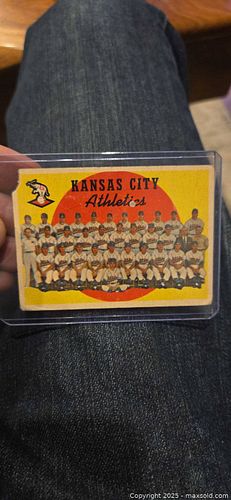 KANSAS CITY
Athletics
Copyright © 2025 - maxsold.com